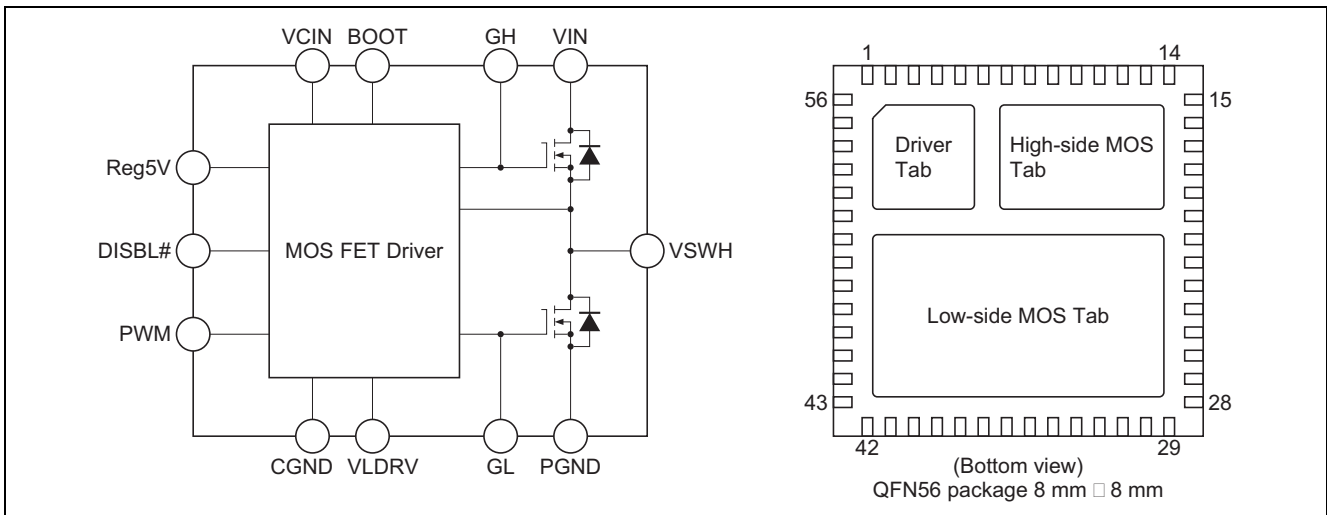 VCIN BOOT GH VIN
Reg5V
DISBL#
MOS FET Driver
VSWH
PWM
CGND VLDRV GL PGND
1 14
56 15
Driver
Tab
High-side MOS
Tab
Low-side MOS Tab
43 28
42 29
(Bottom view)
QFN56 package 8 mm □ 8 mm